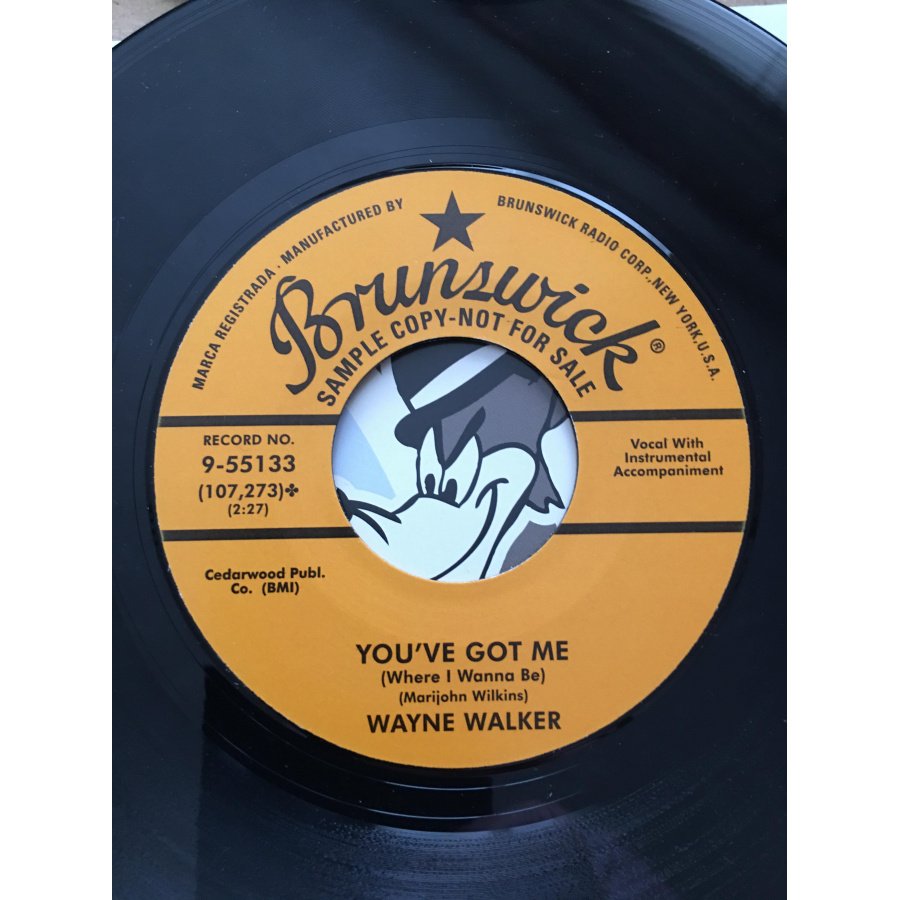 MARCA REGISTRADA · MANUFACTURED BY BRUNSWICK RADIO CORP., NEW YORK, U.S.A.
Brunswick ®
SAMPLE COPY-NOT FOR SALE
RECORD NO.
9-55133
(107,273)✤
(2:27)
Vocal With
Instrumental
Accompaniment
Cedarwood Publ.
Co. (BMI)
YOU'VE GOT ME
(Where I Wanna Be)
(Marijohn Wilkins)
WAYNE WALKER